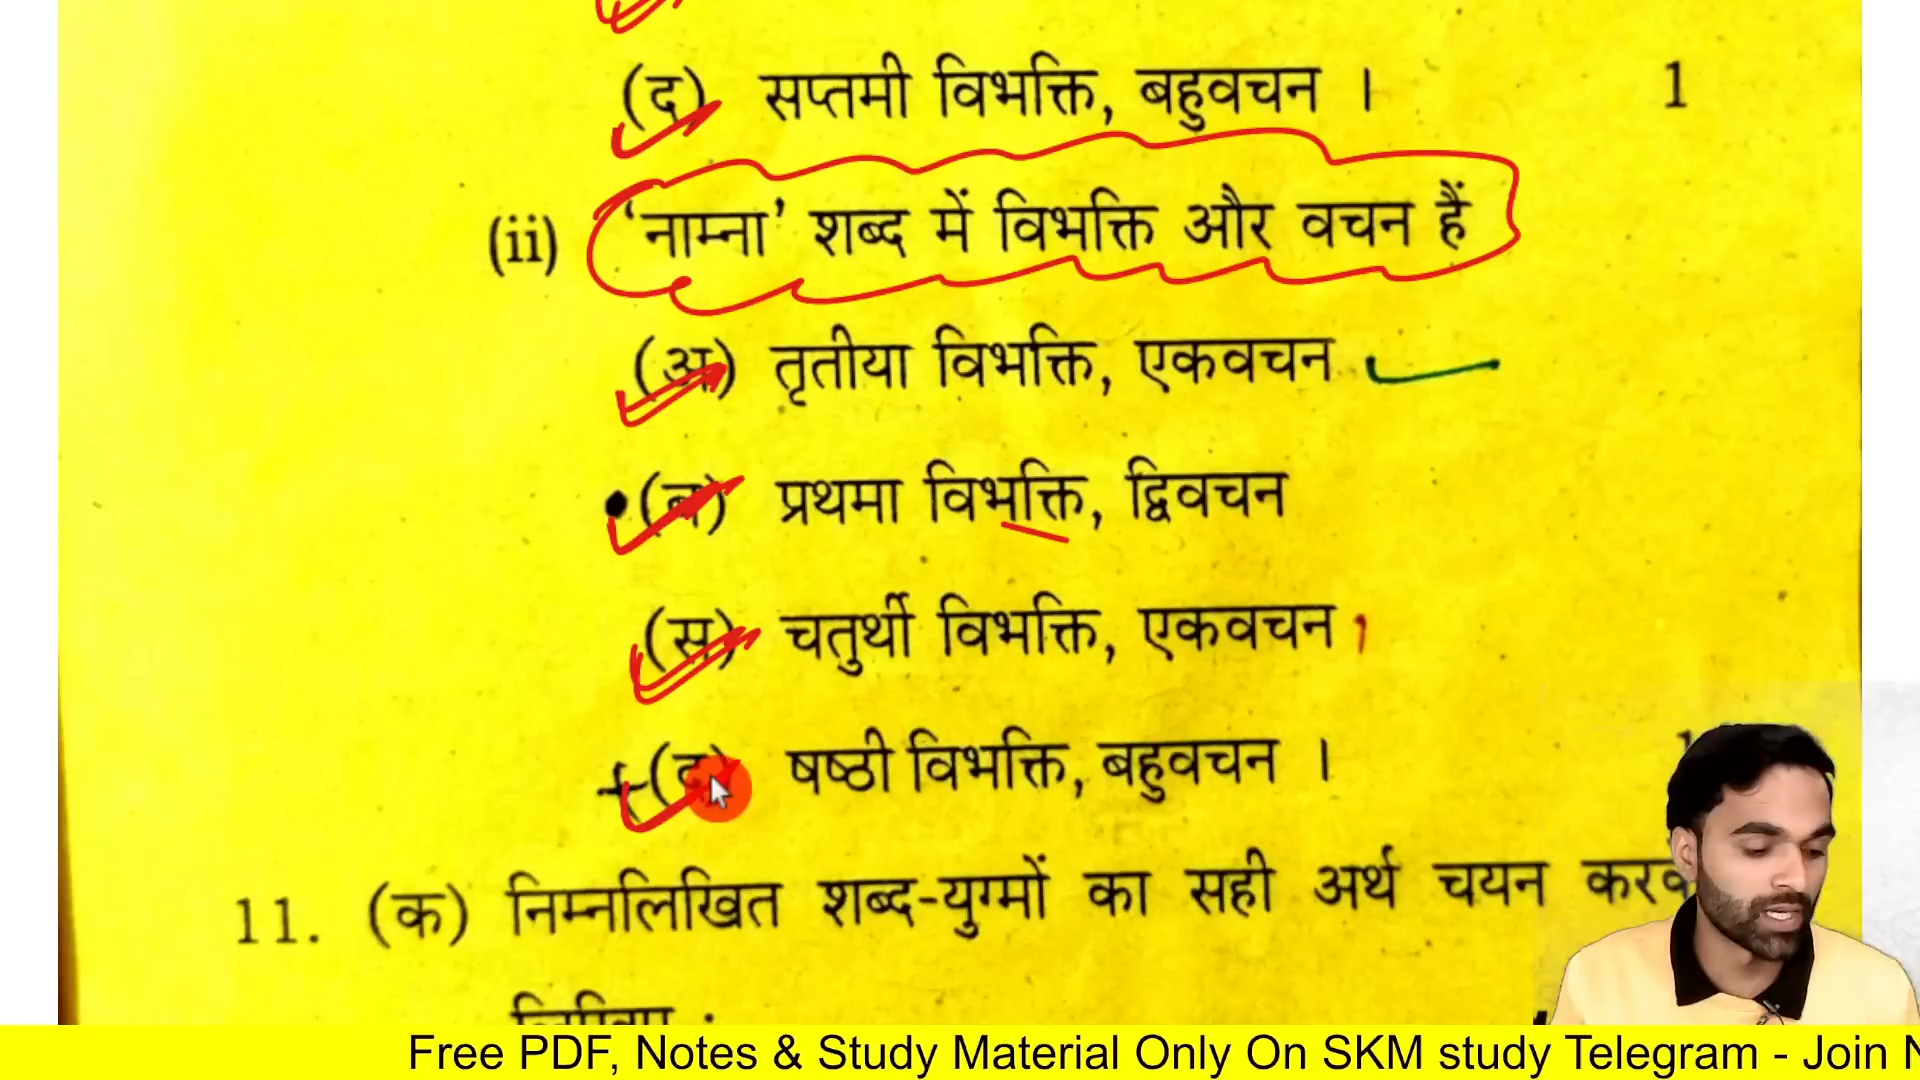 (द) सप्तमी विभक्ति, बहुवचन । 1
(ii) ‘नाम्ना’ शब्द में विभक्ति और वचन हैं
(अ) तृतीया विभक्ति, एकवचन
(ब) प्रथमा विभक्ति, द्विवचन
(स) चतुर्थी विभक्ति, एकवचन
(द) षष्ठी विभक्ति, बहुवचन ।
11. (क) निम्नलिखित शब्द-युग्मों का सही अर्थ चयन
Free PDF, Notes & Study Material Only On SKM study Telegram - Join